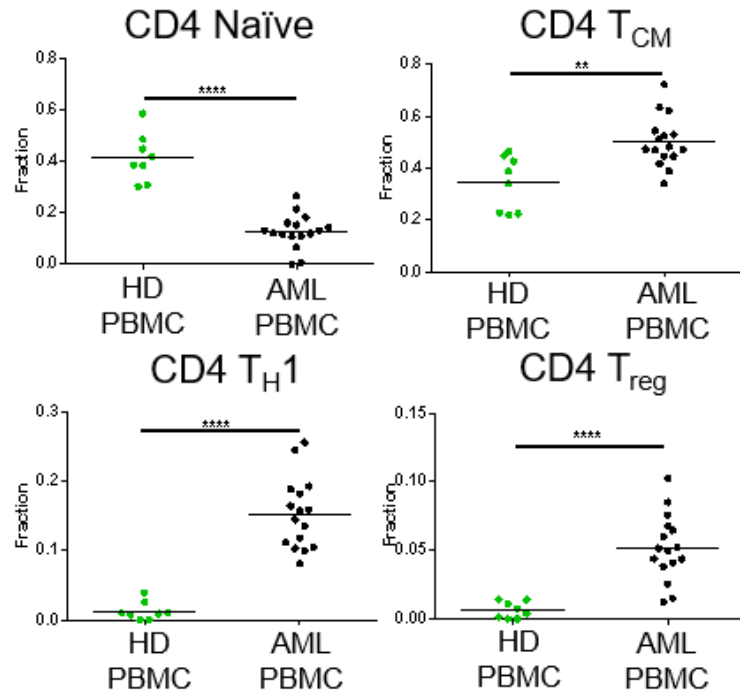 CD4 Naïve
0.8
0.6
0.4
0.2
0.0
Fraction
****
HD
PBMC
AML
PBMC
CD4 TCM
0.8
0.6
0.4
0.2
0.0
Fraction
**
HD
PBMC
AML
PBMC
CD4 TH1
0.3
0.2
0.1
0.0
Fraction
****
HD
PBMC
AML
PBMC
CD4 Treg
0.15
0.10
0.05
0.00
Fraction
****
HD
PBMC
AML
PBMC